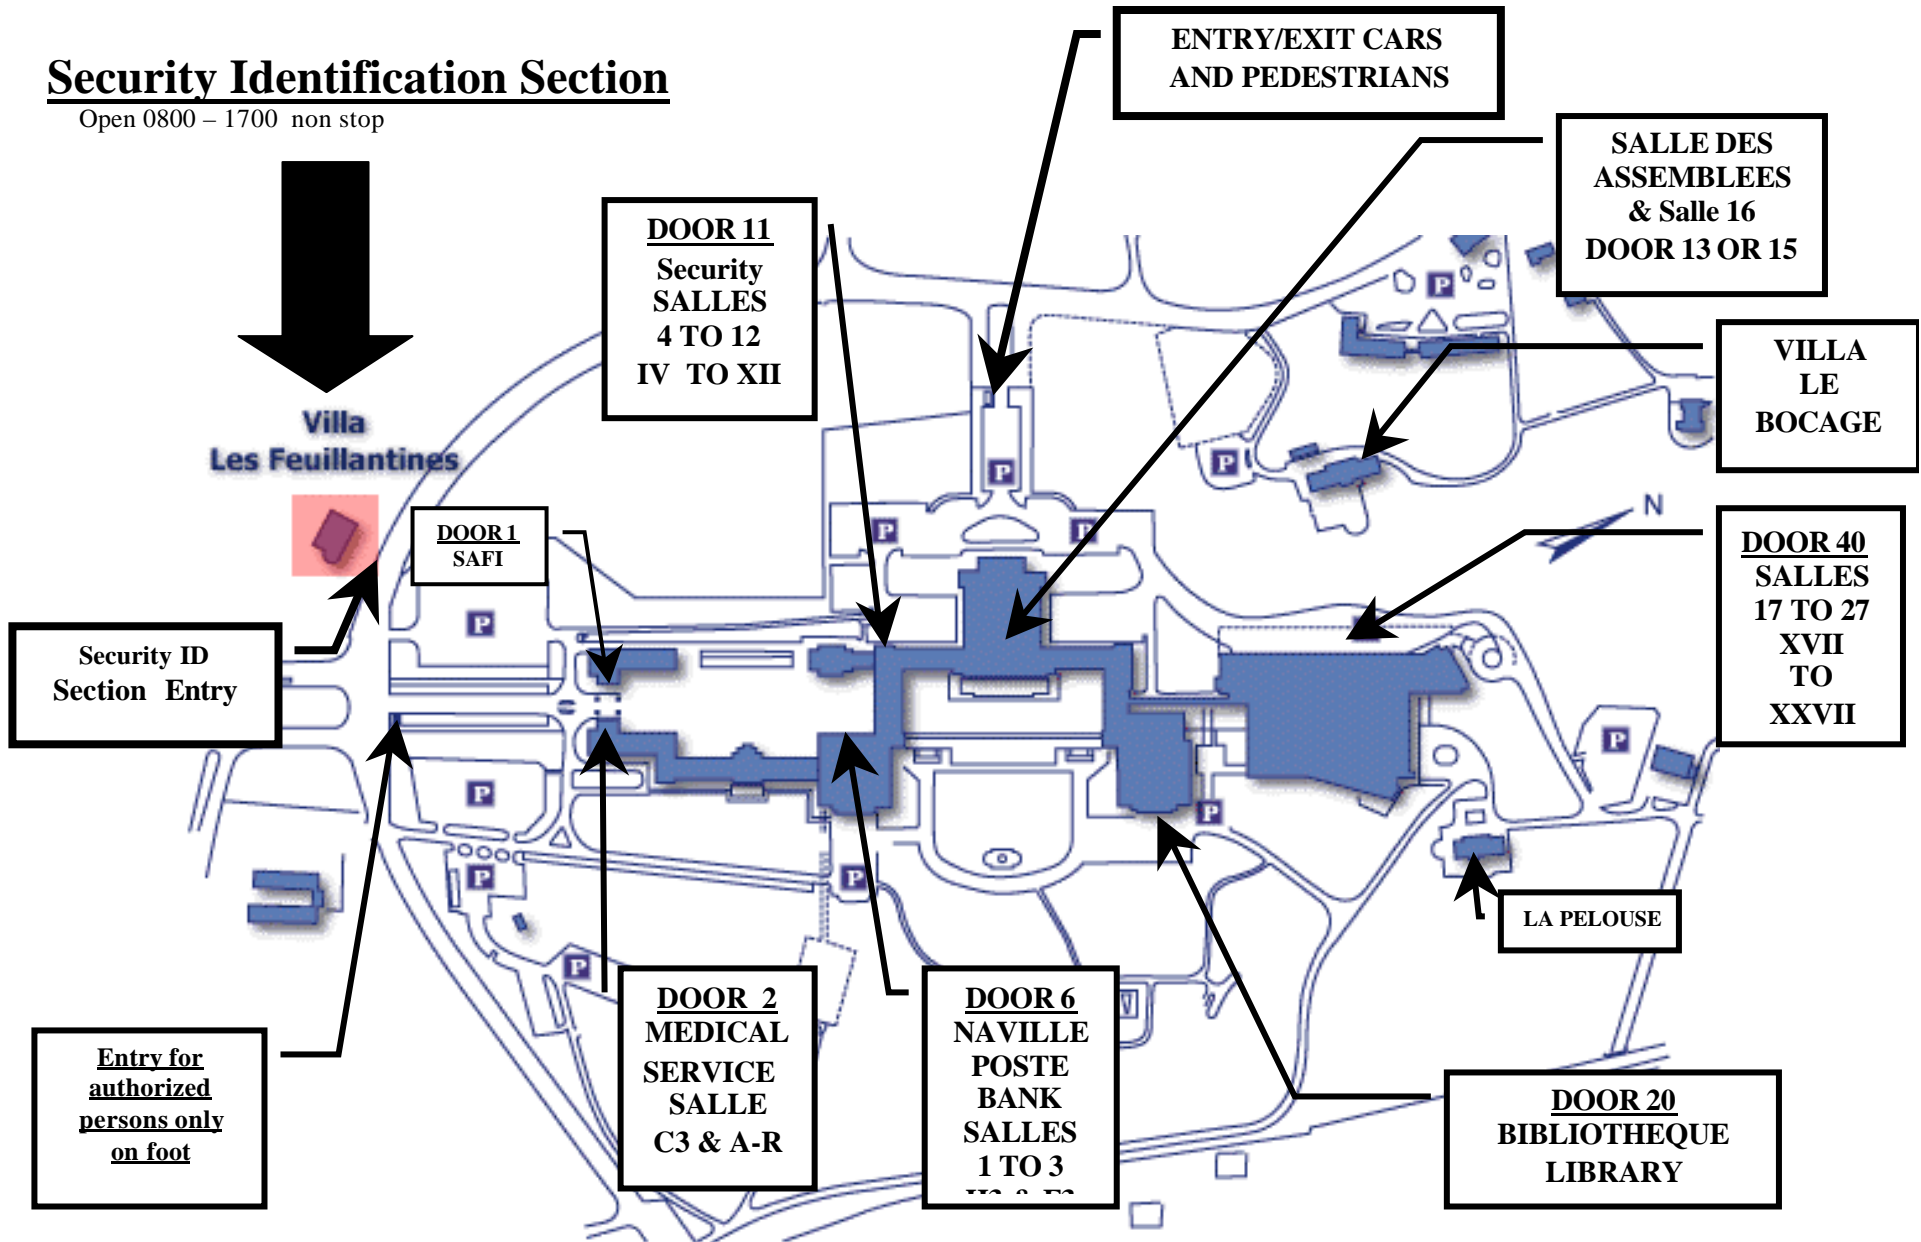 Security Identification Section
Open 0800 – 1700 non stop
ENTRY/EXIT CARS
AND PEDESTRIANS
SALLE DES
ASSEMBLEES
& Salle 16
DOOR 13 OR 15
DOOR 11
Security
SALLES
4 TO 12
IV TO XII
VILLA
LE
BOCAGE
Villa
Les Feuillantines
N
DOOR 1
SAFI
DOOR 40
SALLES
17 TO 27
XVII
TO
XXVII
Security ID
Section Entry
P
P
P
P
P
P
P
P
P
P
P
P
P
LA PELOUSE
Entry for
authorized
persons only
on foot
DOOR 2
MEDICAL
SERVICE
SALLE
C3 & A-R
DOOR 6
NAVILLE
POSTE
BANK
SALLES
1 TO 3
DOOR 20
BIBLIOTHEQUE
LIBRARY